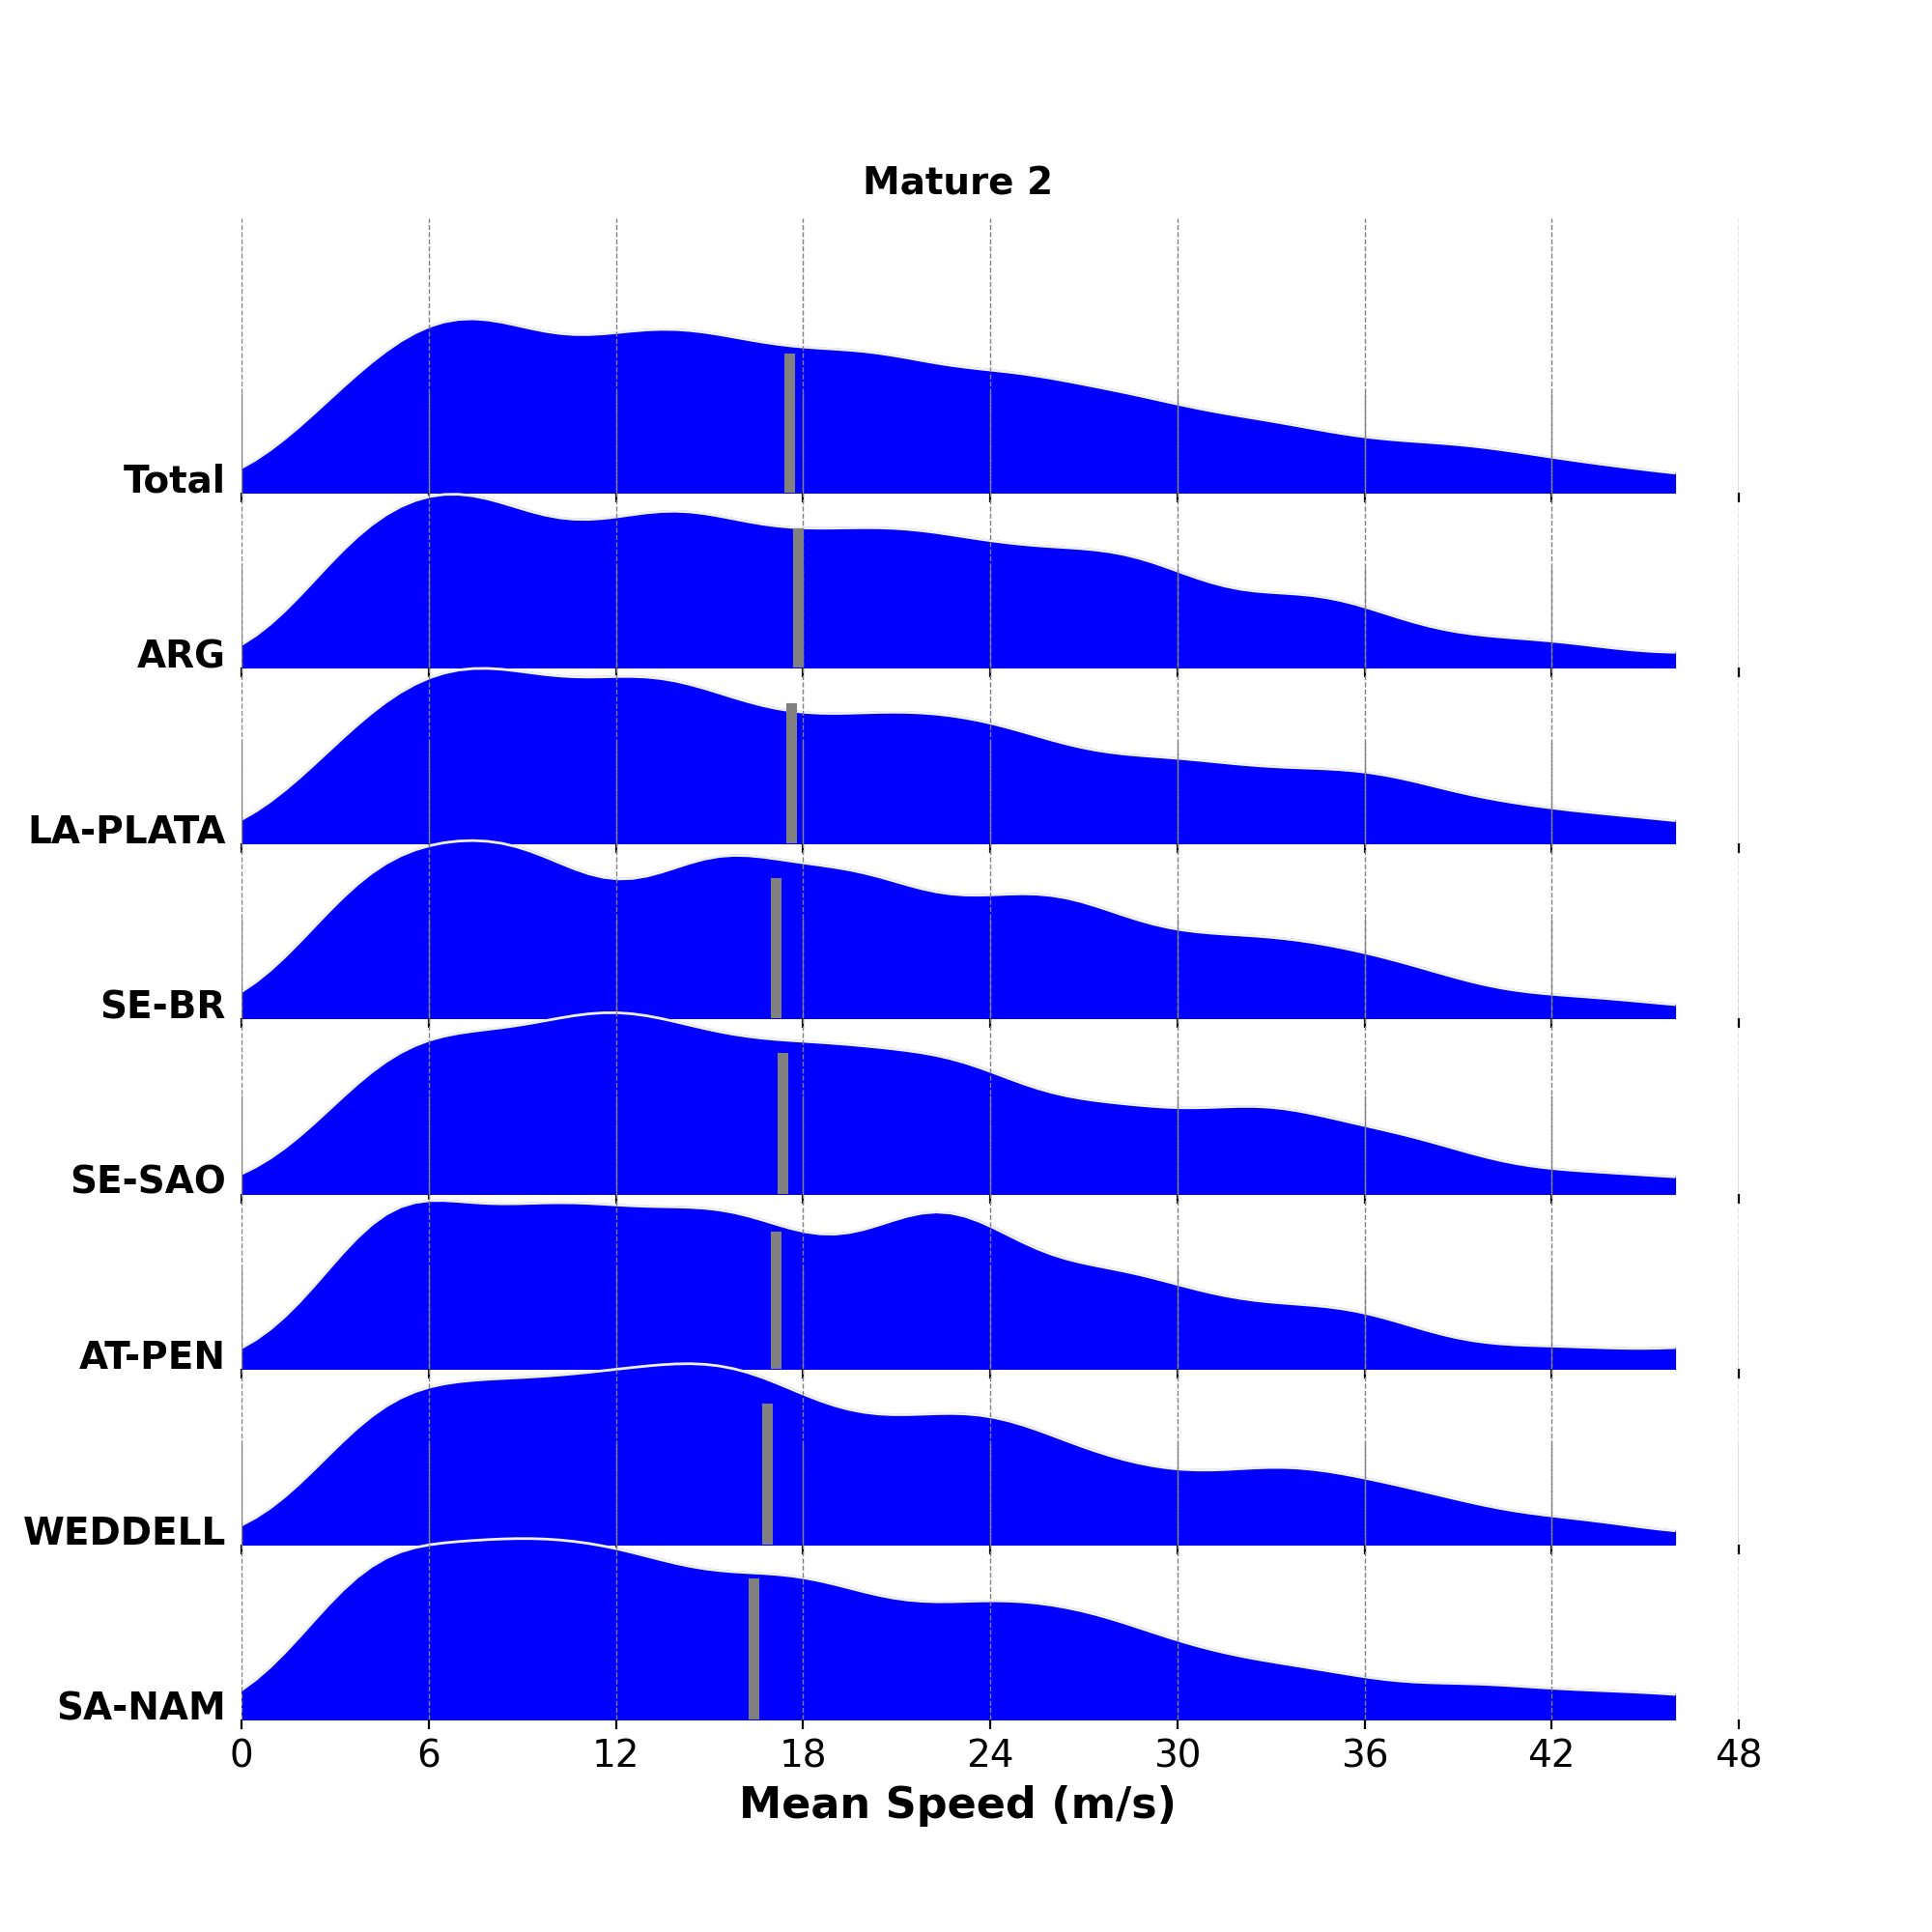 Mature 2
Total
ARG
LA-PLATA
SE-BR
SE-SAO
AT-PEN
WEDDELL
SA-NAM
0 6 12 18 24 30 36 42 48
Mean Speed (m/s)